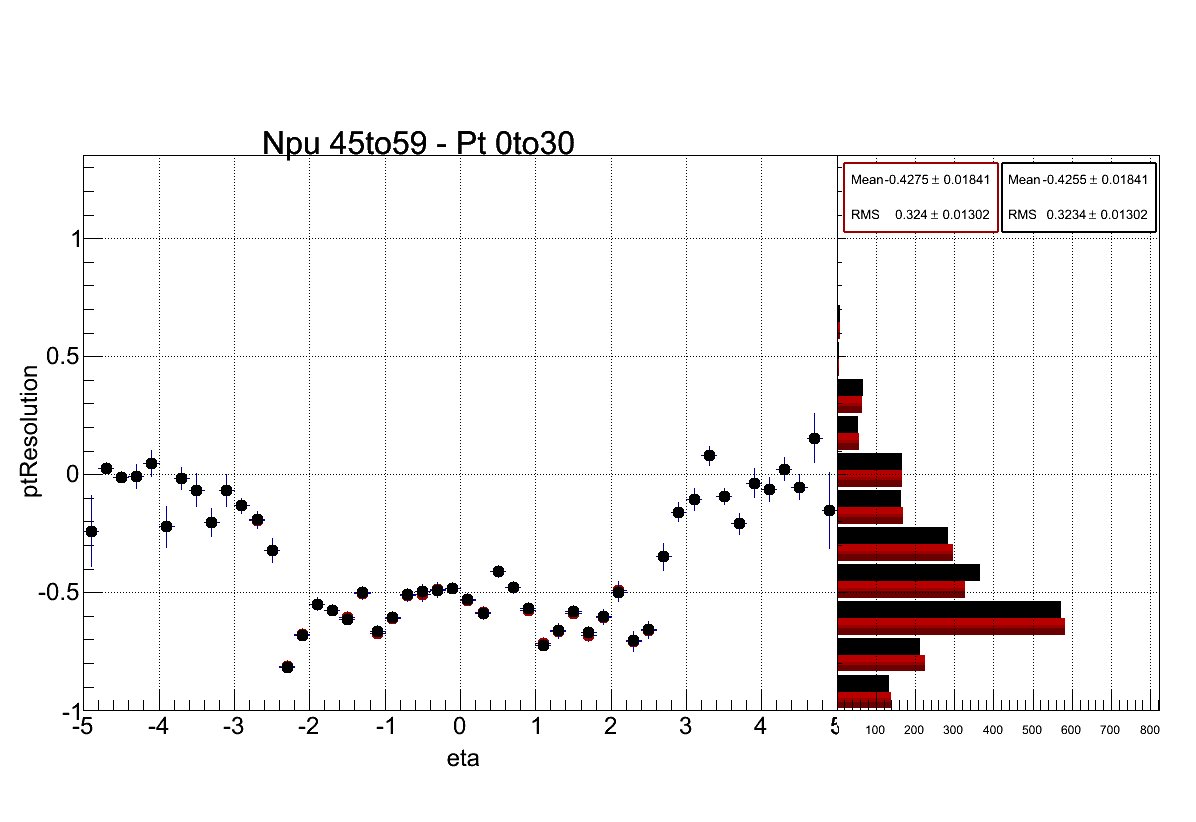 Npu 45to59 - Pt 0to30
Mean-0.4275 ± 0.01841
RMS 0.324 ± 0.01302
Mean-0.4255 ± 0.01841
RMS 0.3234 ± 0.01302
1
0.5
0
-0.5
-1
ptResolution
-5 -4 -3 -2 -1 0 1 2 3 4 5
eta
100 200 300 400 500 600 700 800